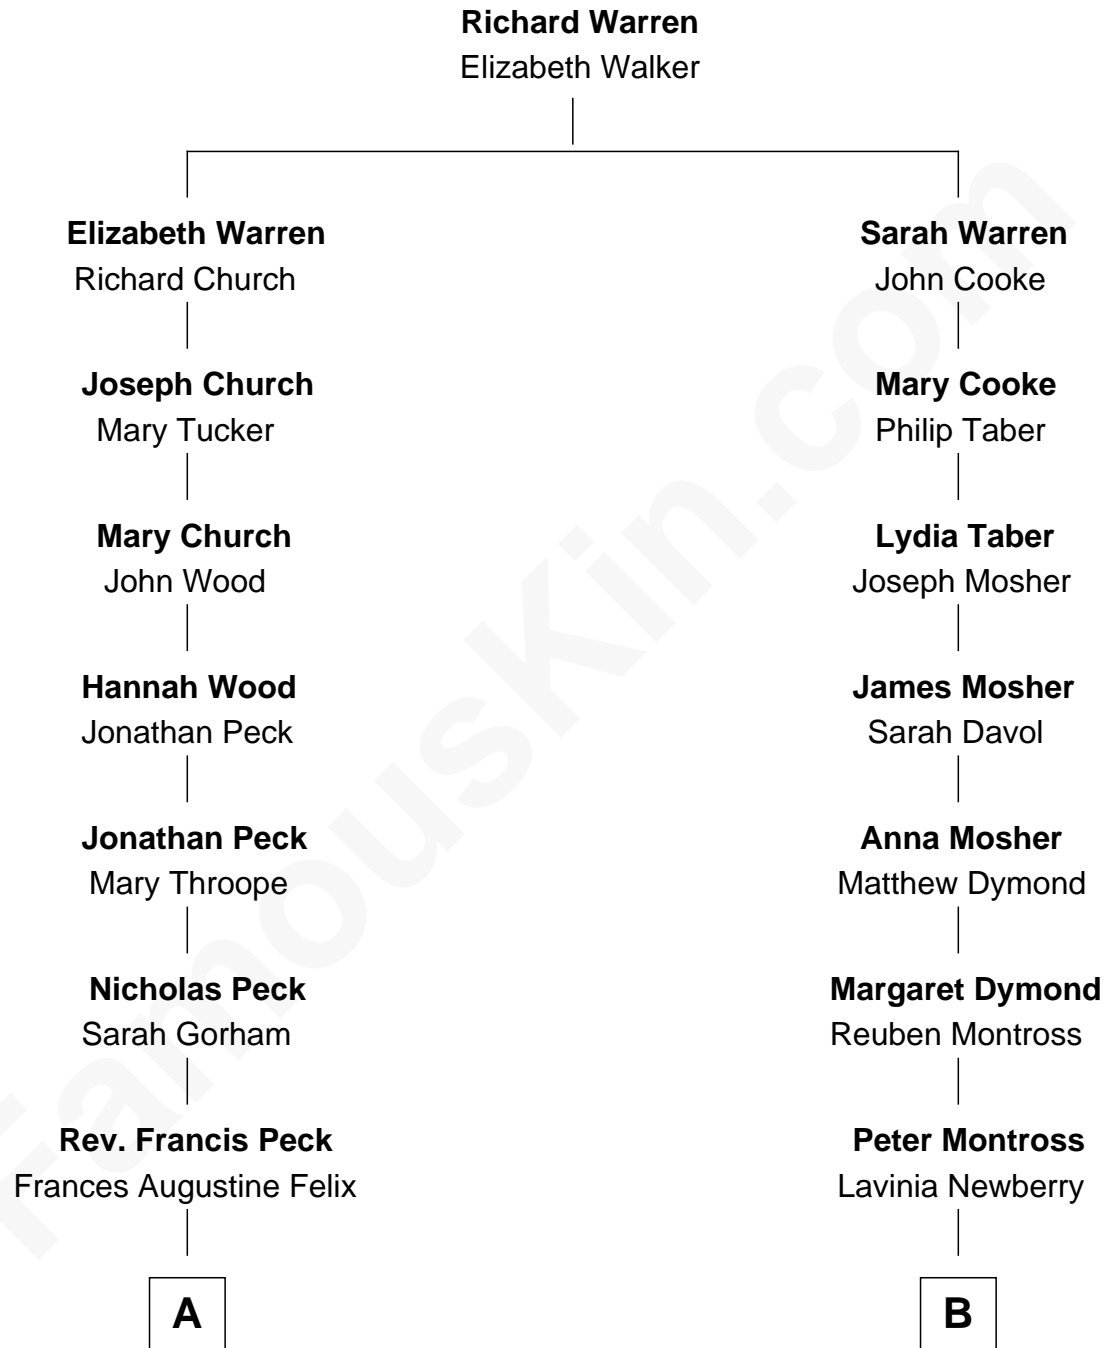 Richard Warren
Elizabeth Walker
Elizabeth Warren
Richard Church
Joseph Church
Mary Tucker
Mary Church
John Wood
Hannah Wood
Jonathan Peck
Jonathan Peck
Mary Throope
Nicholas Peck
Sarah Gorham
Rev. Francis Peck
Frances Augustine Felix
A
Sarah Warren
John Cooke
Mary Cooke
Philip Taber
Lydia Taber
Joseph Mosher
James Mosher
Sarah Davol
Anna Mosher
Matthew Dymond
Margaret Dymond
Reuben Montross
Peter Montross
Lavinia Newberry
B
FamousKin.com